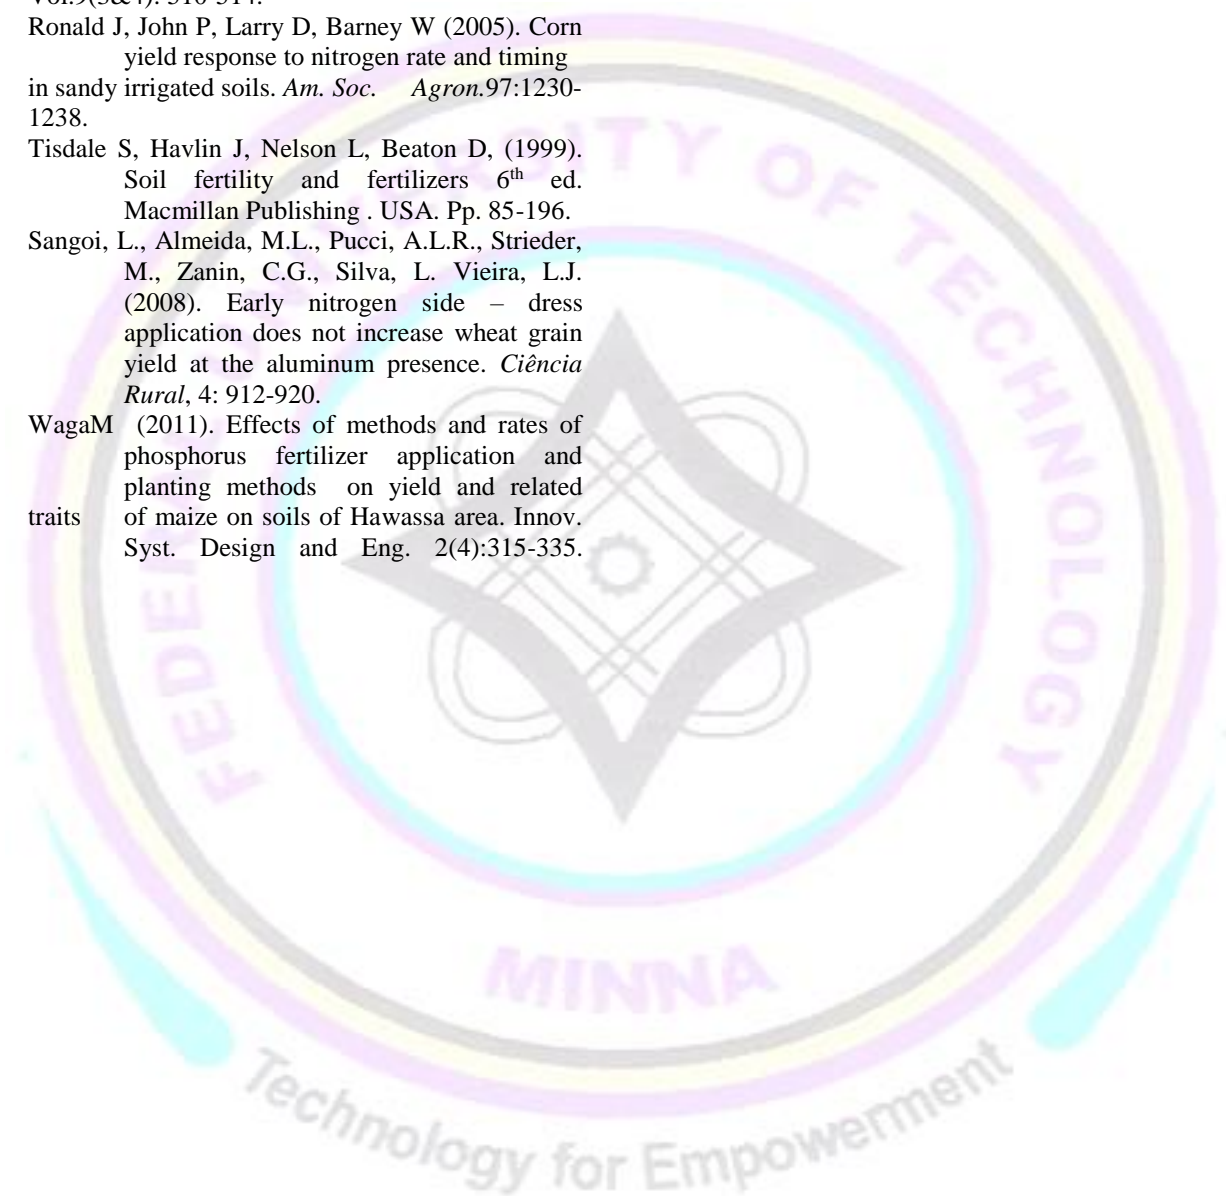 Vol.9(3&4): 310-314.
Ronald J, John P, Larry D, Barney W (2005). Corn
yield response to nitrogen rate and timing
in sandy irrigated soils. Am. Soc. Agron.97:1230-
1238.
Tisdale S, Havlin J, Nelson L, Beaton D, (1999).
Soil fertility and fertilizers 6th ed.
Macmillan Publishing . USA. Pp. 85-196.
Sangoi, L., Almeida, M.L., Pucci, A.L.R., Strieder,
M., Zanin, C.G., Silva, L. Vieira, L.J.
(2008). Early nitrogen side – dress
application does not increase wheat grain
yield at the aluminum presence. Ciência
Rural, 4: 912-920.
WagaM (2011). Effects of methods and rates of
phosphorus fertilizer application and
planting methods on yield and related
traits of maize on soils of Hawassa area. Innov.
Syst. Design and Eng. 2(4):315-335.
FEDERAL UNIVERSITY OF TECHNOLOGY
MINNA
Technology for Empowerment